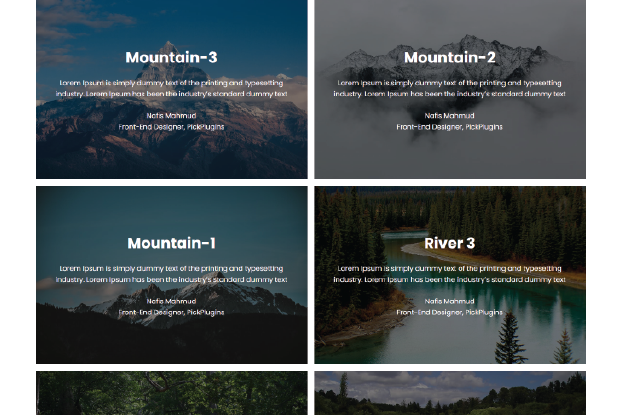 Mountain-3
Lorem Ipsum is simply dummy text of the printing and typesetting
industry. Lorem Ipsum has been the industry's standard dummy text
Nafis Mahmud
Front-End Designer, PickPlugins
Mountain-2
Lorem Ipsum is simply dummy text of the printing and typesetting
industry. Lorem Ipsum has been the industry's standard dummy text
Nafis Mahmud
Front-End Designer, PickPlugins
Mountain-1
Lorem Ipsum is simply dummy text of the printing and typesetting
industry. Lorem Ipsum has been the industry's standard dummy text
Nafis Mahmud
Front-End Designer, PickPlugins
River 3
Lorem Ipsum is simply dummy text of the printing and typesetting
industry. Lorem Ipsum has been the industry's standard dummy text
Nafis Mahmud
Front-End Designer, PickPlugins